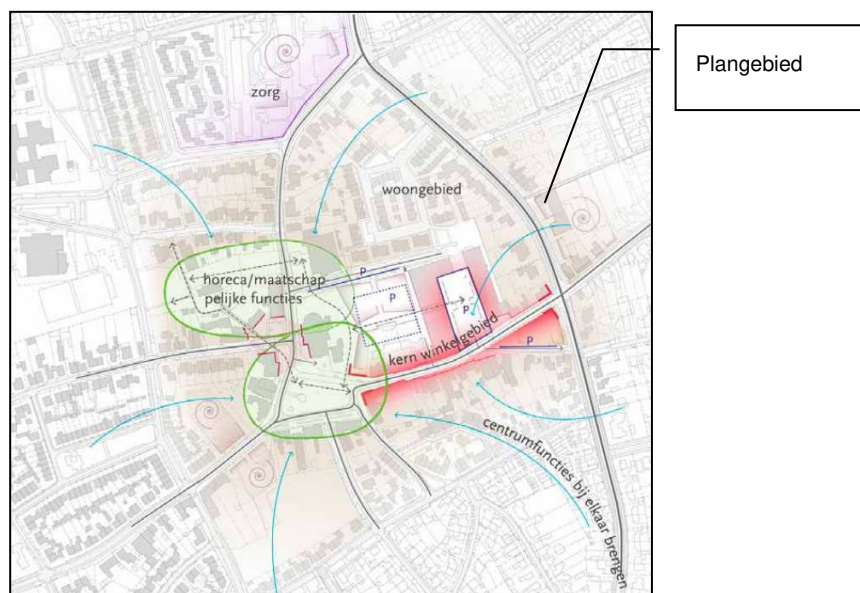 Plangebied
zorg
woongebied
horeca/maatschap
pelijke functies
P
P
P
kern winkelgebied
P
centrumfuncties bij elkaar brengen